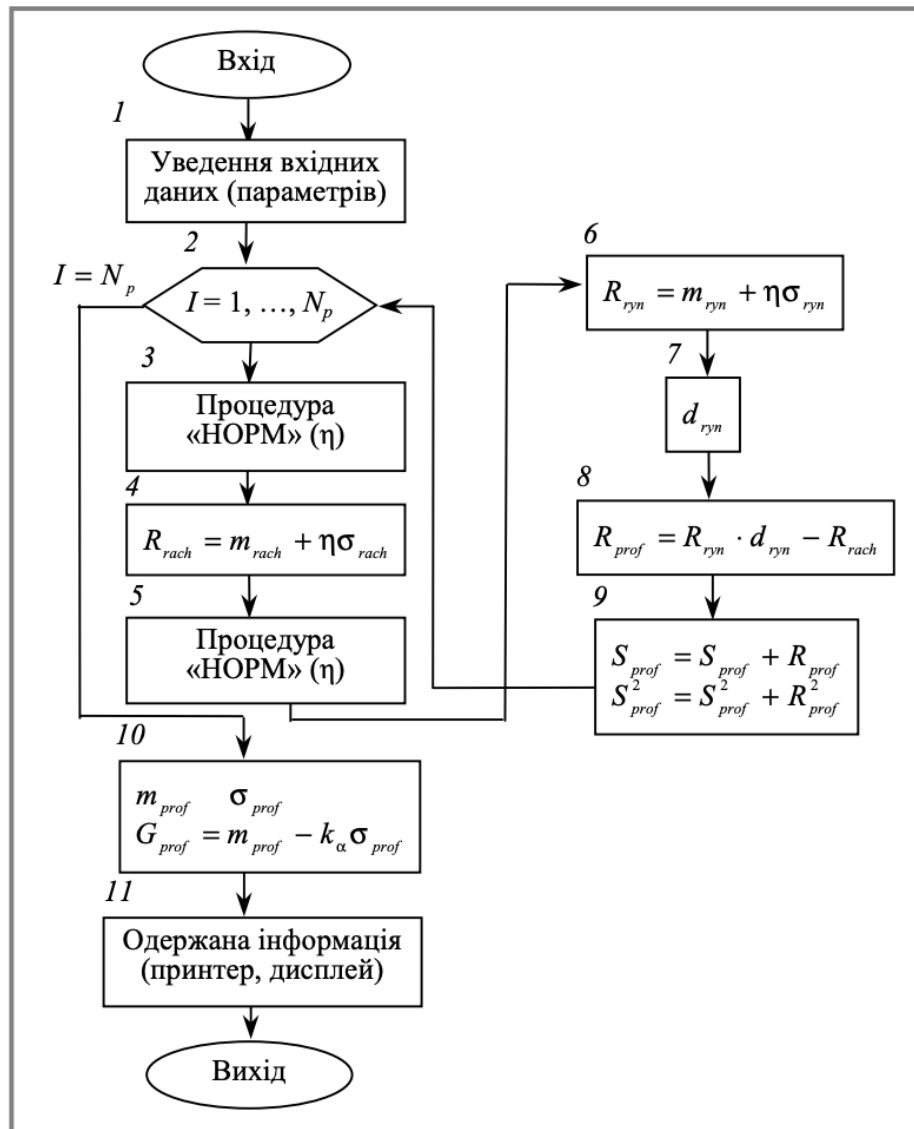 Вхід
1
Уведення вхідних
даних (параметрів)
2
I = N_p
I = 1, …, N_p
3
Процедура
«НОРМ» (η)
4
R_rach = m_rach + ησ_rach
5
Процедура
«НОРМ» (η)
6
R_ryn = m_ryn + ησ_ryn
7
d_ryn
8
R_prof = R_ryn · d_ryn − R_rach
9
S_prof = S_prof + R_prof
S²_prof = S²_prof + R²_prof
10
m_prof σ_prof
G_prof = m_prof − k_α σ_prof
11
Одержана інформація
(принтер, дисплей)
Вихід